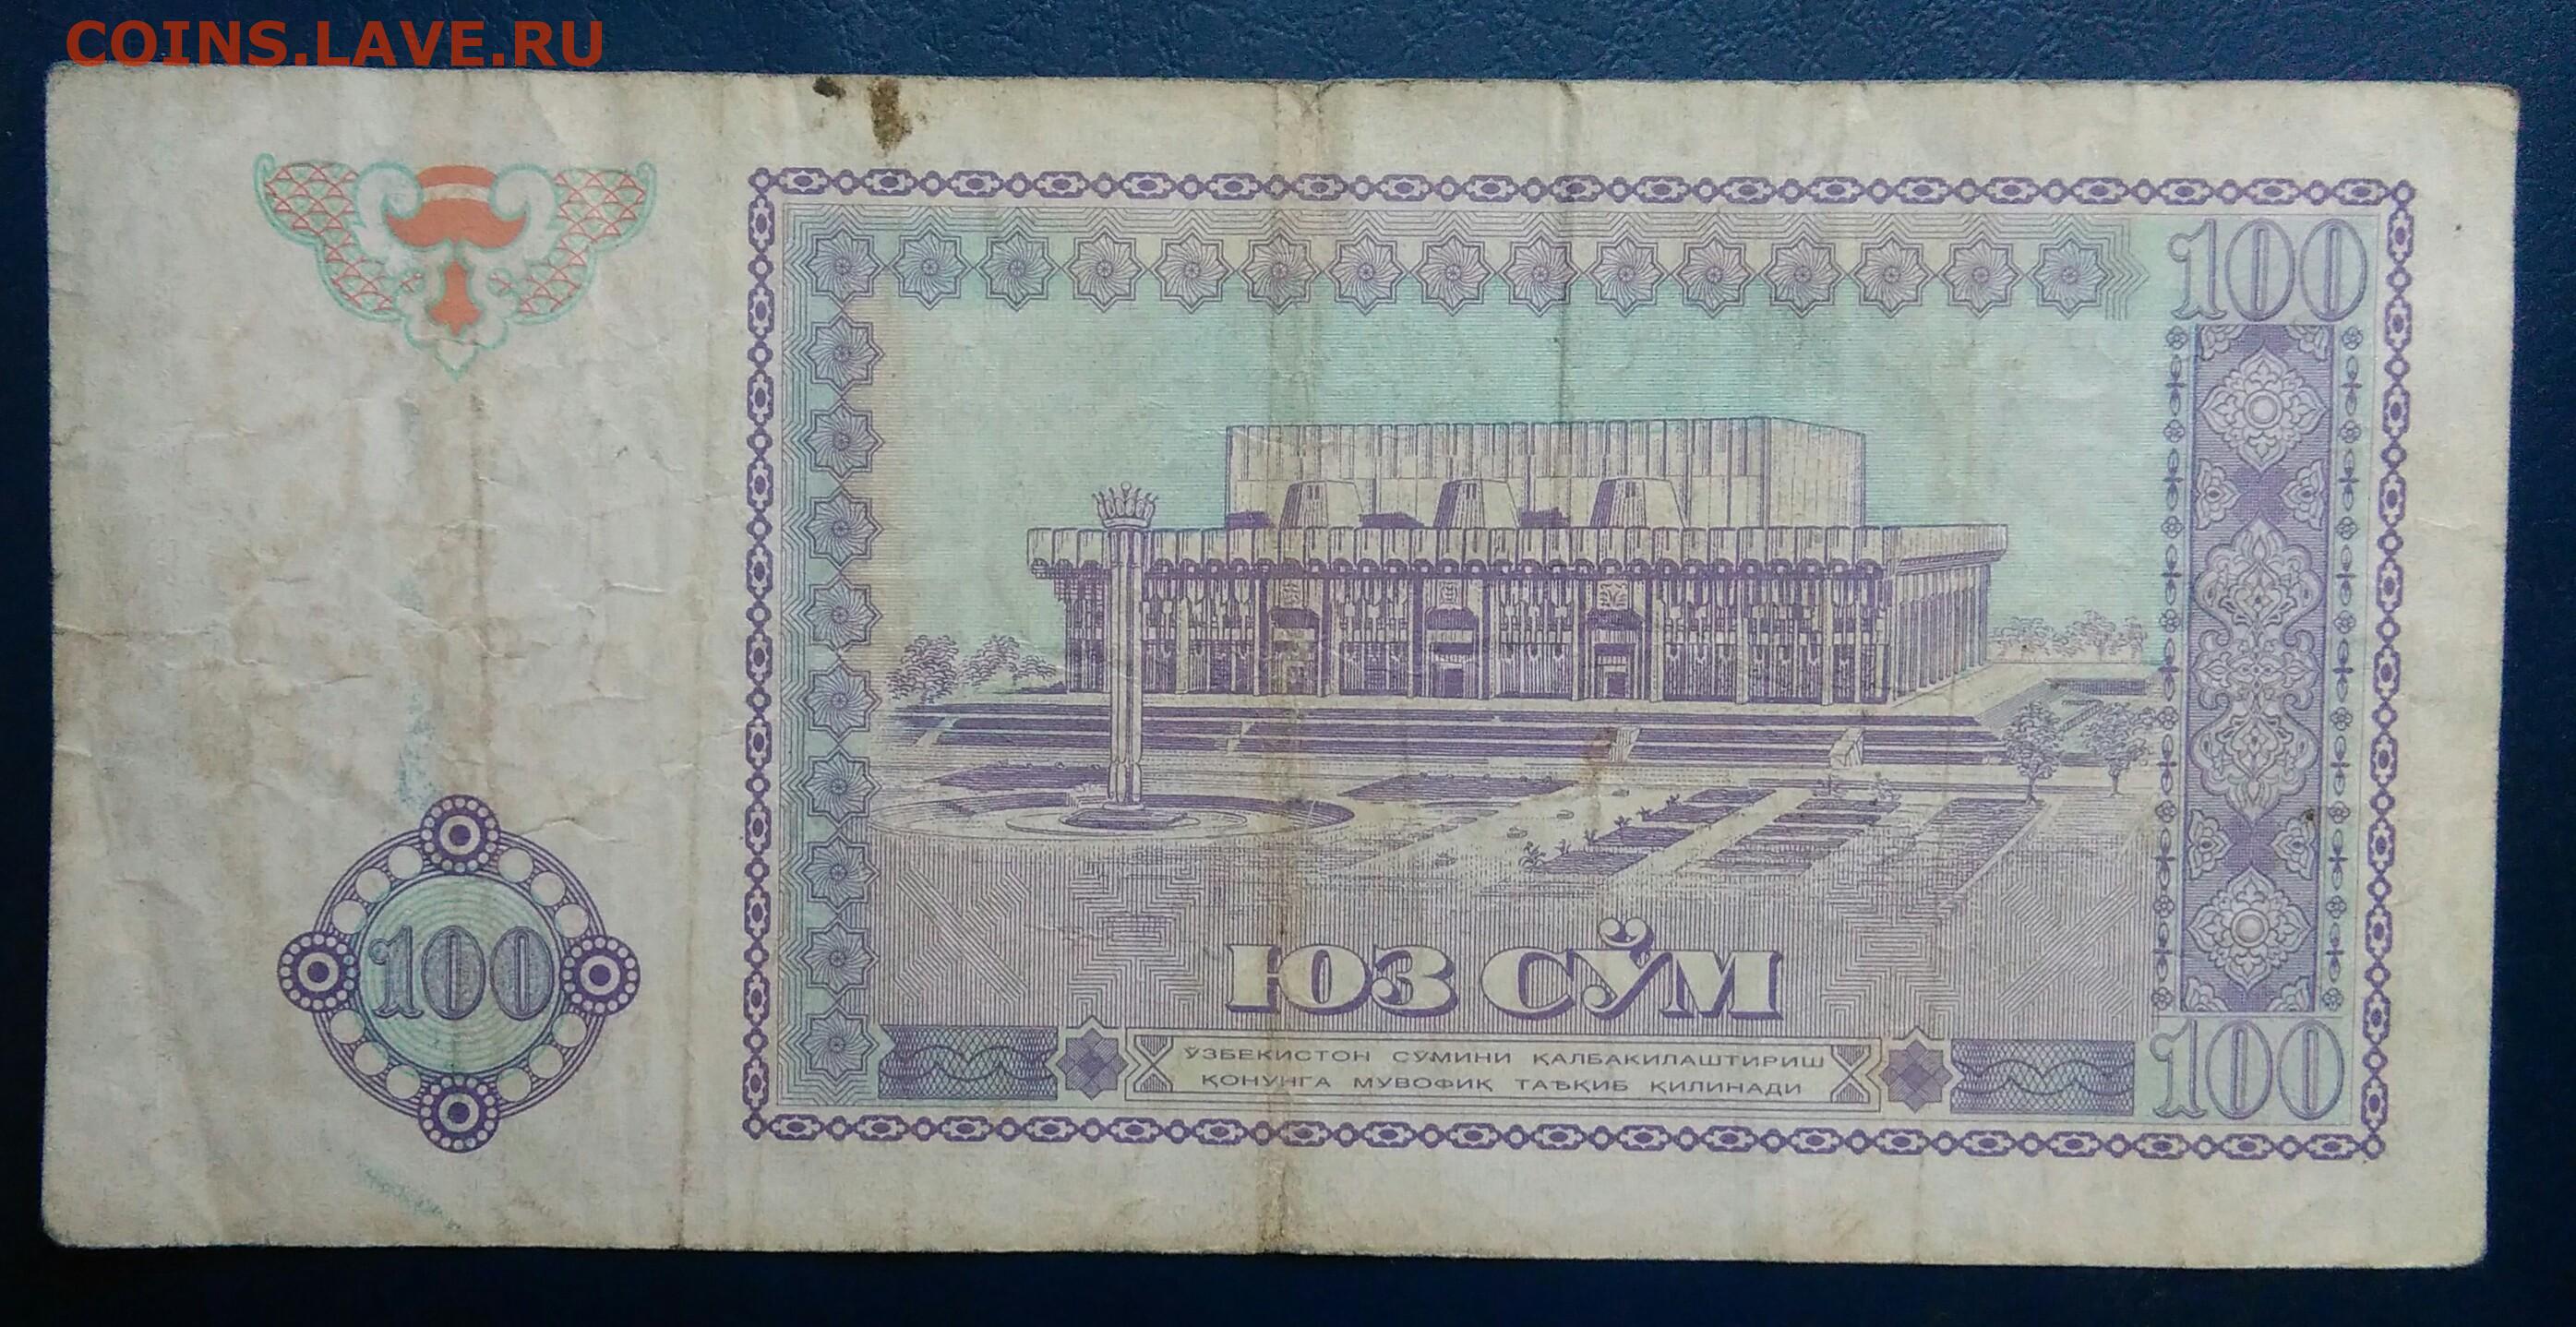 COINS.LAVE.RU
100
100
ЮЗ СЎМ
ЎЗБЕКИСТОН СЎМИНИ ҚАЛБАКИЛАШТИРИШ
ҚОНУНГА МУВОФИҚ ТАЪҚИБ ҚИЛИНАДИ
100